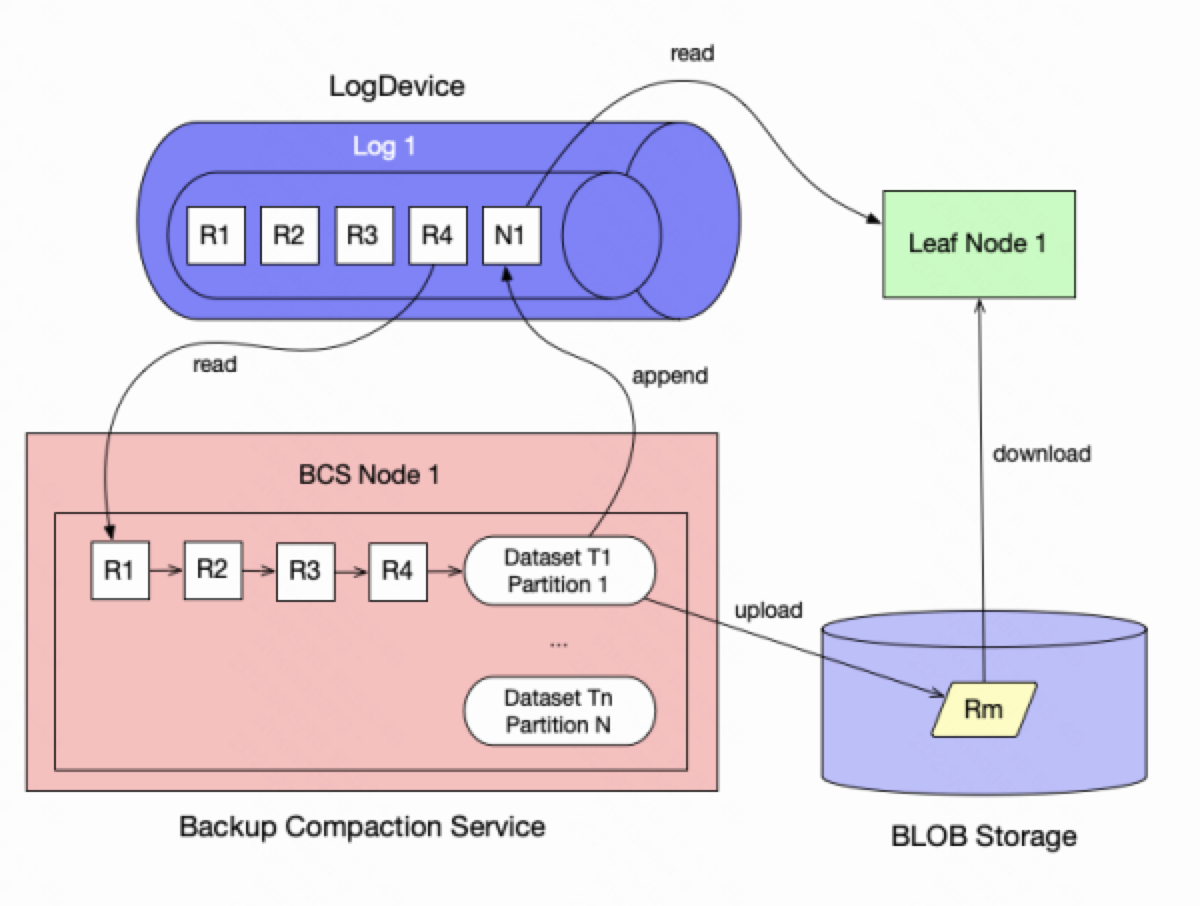 read
LogDevice
Log 1
R1 R2 R3 R4 N1
Leaf Node 1
read
append
BCS Node 1
download
R1 R2 R3 R4
Dataset T1
Partition 1
upload
...
Dataset Tn
Partition N
Rm
Backup Compaction Service
BLOB Storage